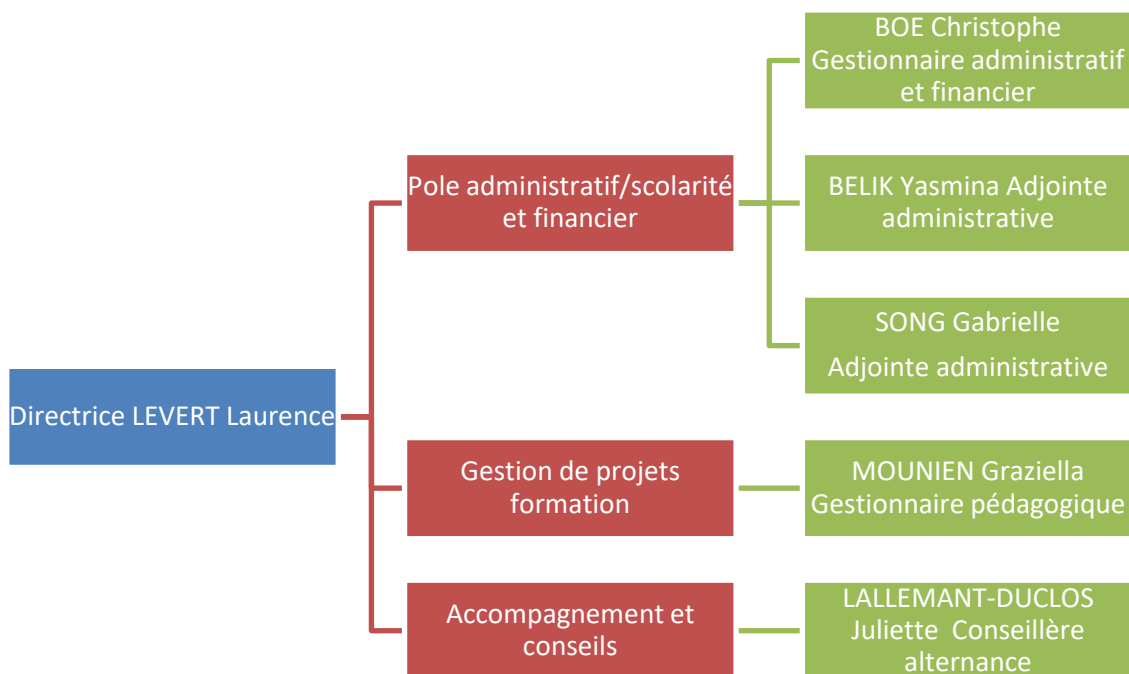 Directrice LEVERT Laurence
Pole administratif/scolarité
et financier
BOE Christophe
Gestionnaire administratif
et financier
BELIK Yasmina Adjointe
administrative
SONG Gabrielle
Adjointe administrative
Gestion de projets
formation
MOUNIEN Graziella
Gestionnaire pédagogique
Accompagnement et
conseils
LALLEMANT-DUCLOS
Juliette  Conseillère
alternance